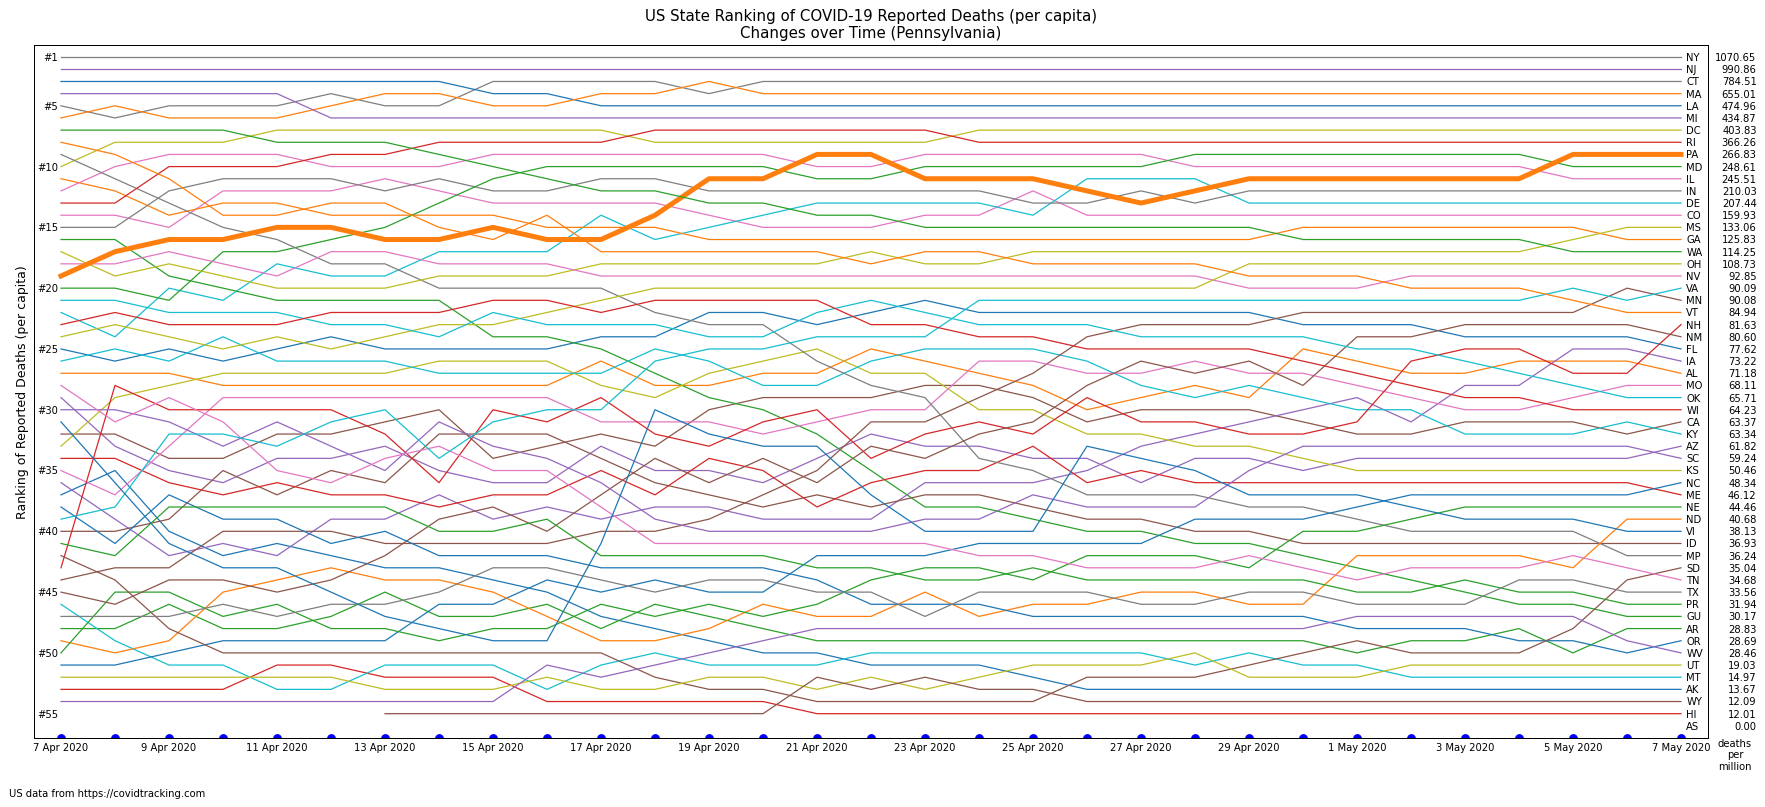 US State Ranking of COVID-19 Reported Deaths (per capita)
Changes over Time (Pennsylvania)
Ranking of Reported Deaths (per capita)
#1
#5
#10
#15
#20
#25
#30
#35
#40
#45
#50
#55
NY 1070.65
NJ 990.86
CT 784.51
MA 655.01
LA 474.96
MI 434.87
DC 403.83
RI 366.26
PA 266.83
MD 248.61
IL 245.51
IN 210.03
DE 207.44
CO 159.93
MS 133.06
GA 125.83
WA 114.25
OH 108.73
NV 92.85
VA 90.09
MN 90.08
VT 84.94
NH 81.63
NM 80.60
FL 77.62
IA 73.22
AL 71.18
MO 68.11
OK 65.71
WI 64.23
CA 63.37
KY 63.34
AZ 61.82
SC 59.24
KS 50.46
NC 48.34
ME 46.12
NE 44.46
ND 40.68
VI 38.13
ID 36.93
MP 36.24
SD 35.04
TN 34.68
TX 33.56
PR 31.94
GU 30.17
AR 28.83
OR 28.69
WV 28.46
UT 19.03
MT 14.97
AK 13.67
WY 12.09
HI 12.01
AS 0.00
7 Apr 2020 9 Apr 2020 11 Apr 2020 13 Apr 2020 15 Apr 2020 17 Apr 2020 19 Apr 2020 21 Apr 2020 23 Apr 2020 25 Apr 2020 27 Apr 2020 29 Apr 2020 1 May 2020 3 May 2020 5 May 2020 7 May 2020
deaths
per
million
US data from https://covidtracking.com